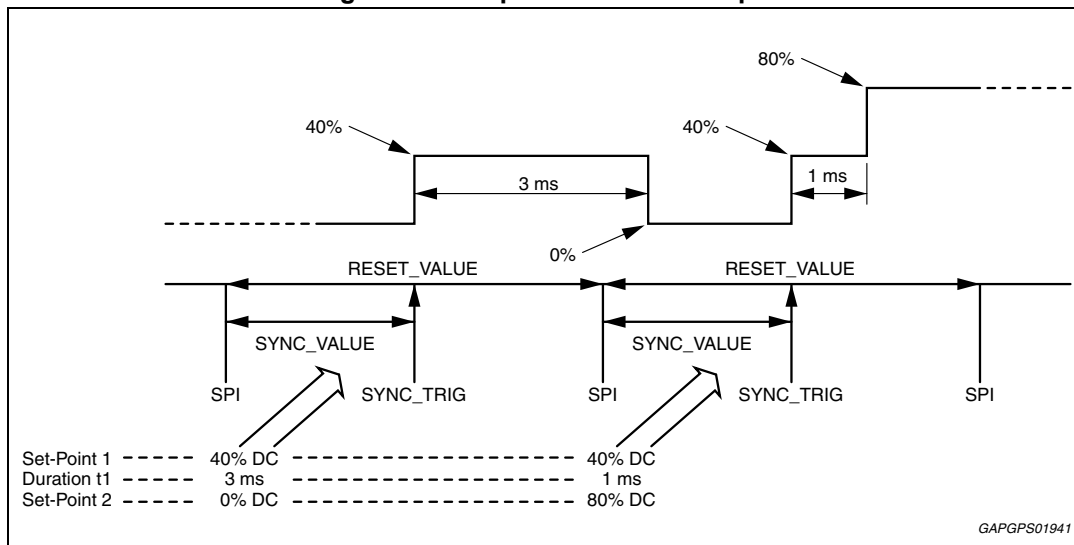 80%
40%
40%
1 ms
3 ms
0%
RESET_VALUE
RESET_VALUE
SYNC_VALUE
SYNC_VALUE
SPI
SYNC_TRIG
SPI
SYNC_TRIG
SPI
Set-Point 1 40% DC 40% DC
Duration t1 3 ms 1 ms
Set-Point 2 0% DC 80% DC
GAPGPS01941